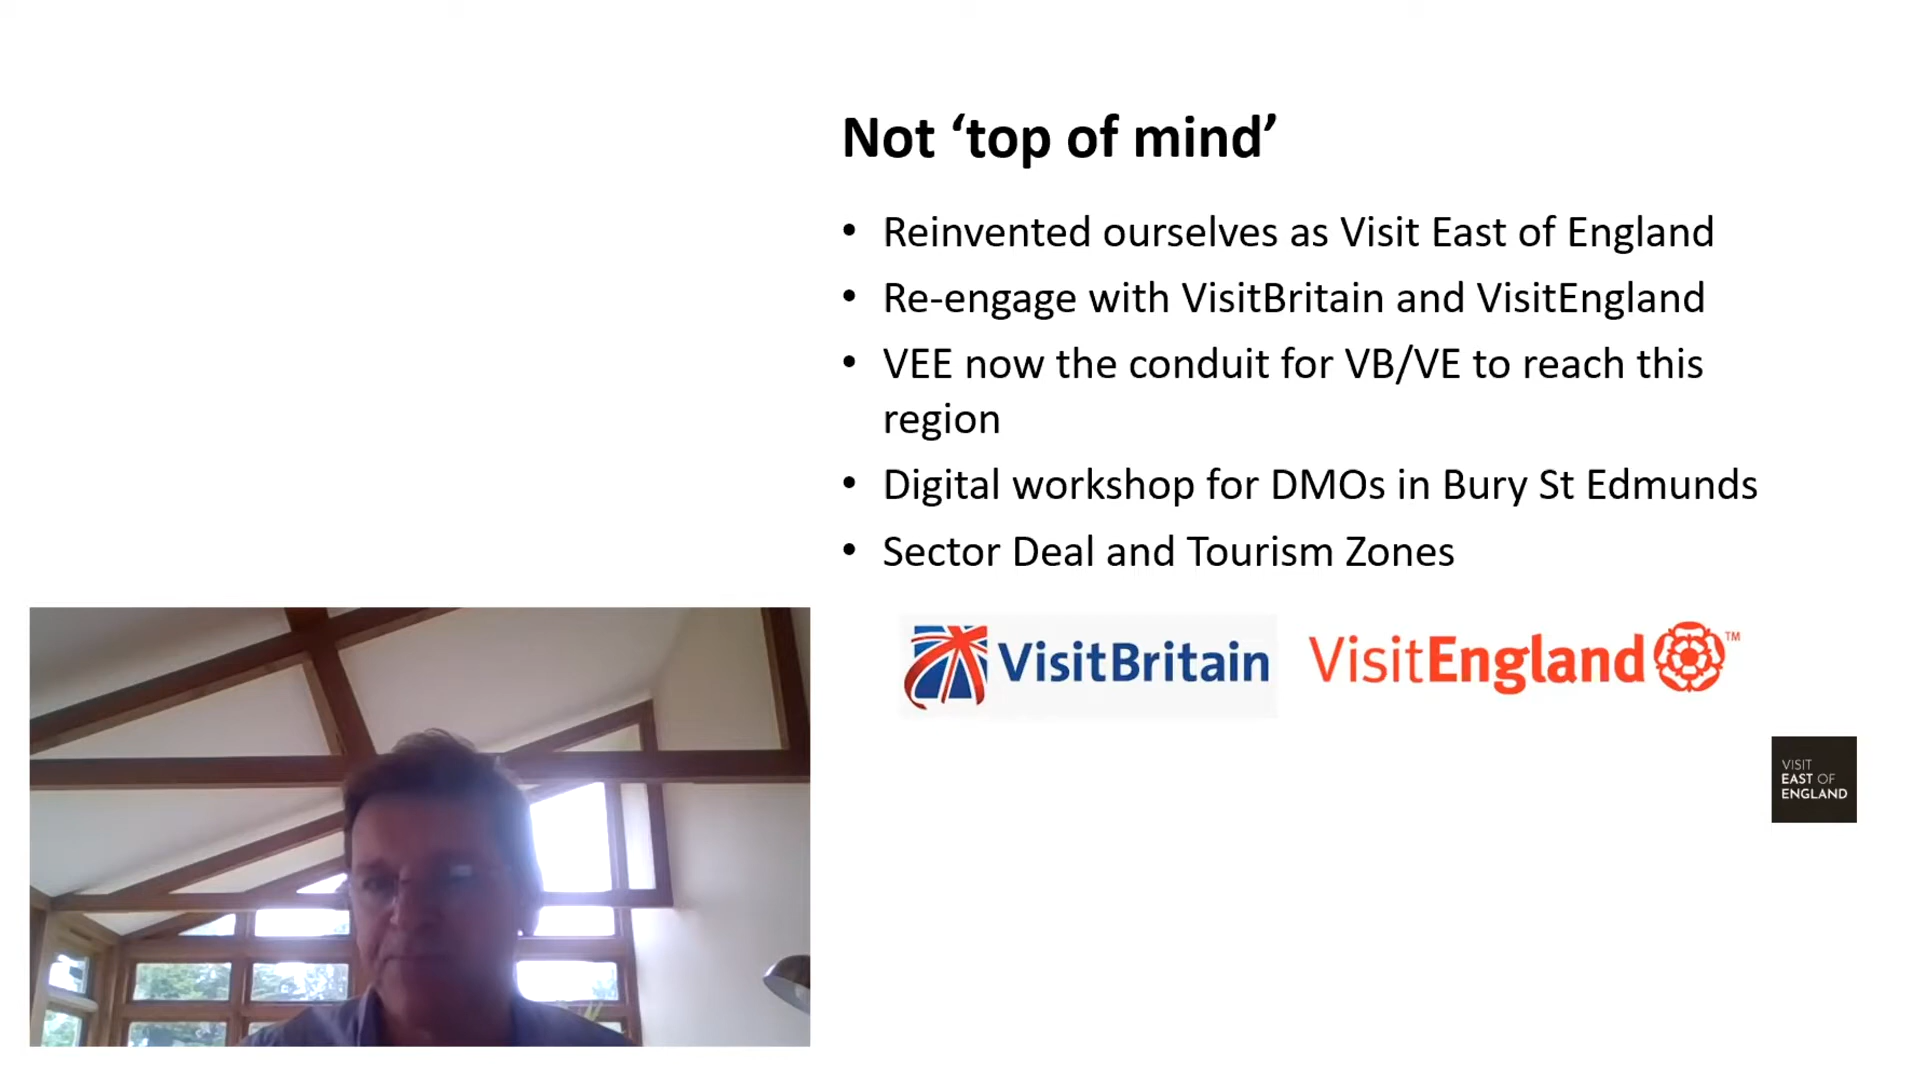 Not ‘top of mind’
• Reinvented ourselves as Visit East of England
• Re-engage with VisitBritain and VisitEngland
• VEE now the conduit for VB/VE to reach this
region
• Digital workshop for DMOs in Bury St Edmunds
• Sector Deal and Tourism Zones
VisitBritain
VisitEngland™
VISIT
EAST OF
ENGLAND